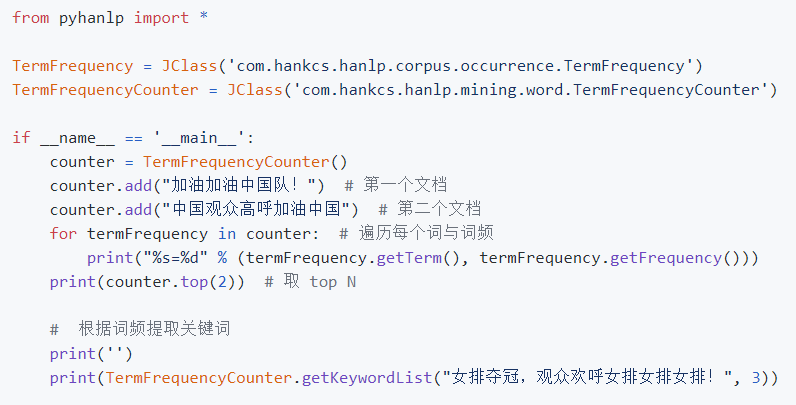 from pyhanlp import *
TermFrequency = JClass('com.hankcs.hanlp.corpus.occurrence.TermFrequency')
TermFrequencyCounter = JClass('com.hankcs.hanlp.mining.word.TermFrequencyCounter')
if __name__ == '__main__':
    counter = TermFrequencyCounter()
    counter.add("加油加油中国队！")  # 第一个文档
    counter.add("中国观众高呼加油中国")  # 第二个文档
    for termFrequency in counter:  # 遍历每个词与词频
        print("%s=%d" % (termFrequency.getTerm(), termFrequency.getFrequency()))
    print(counter.top(2))  # 取 top N
    #  根据词频提取关键词
    print('')
    print(TermFrequencyCounter.getKeywordList("女排夺冠，观众欢呼女排女排女排！", 3))